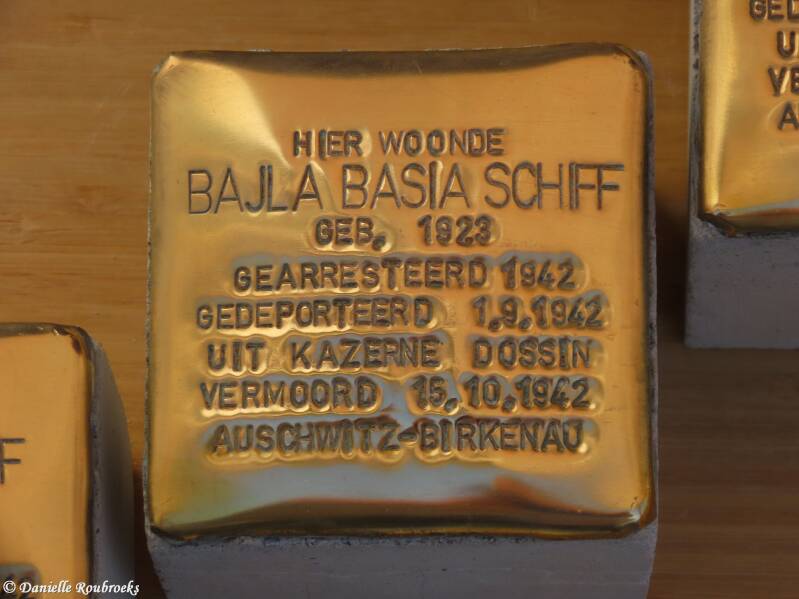 HIER WOONDE
BAJLA BASIA SCHIFF
GEB. 1923
GEARRESTEERD 1942
GEDEPORTEERD 1.9.1942
UIT KAZERNE DOSSIN
VERMOORD 15.10.1942
AUSCHWITZ-BIRKENAU
© Danielle Roubroeks